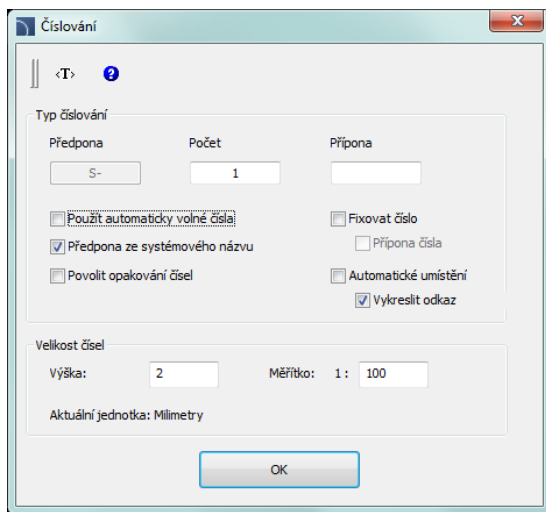 Číslování
<T>
Typ číslování
Předpona Počet Přípona
S- 1
Použít automaticky volné čísla Fixovat číslo
Předpona ze systémového názvu Přípona čísla
Povolit opakování čísel Automatické umístění
Vykreslit odkaz
Velikost čísel
Výška: 2 Měřítko: 1 : 100
Aktuální jednotka: Milimetry
OK